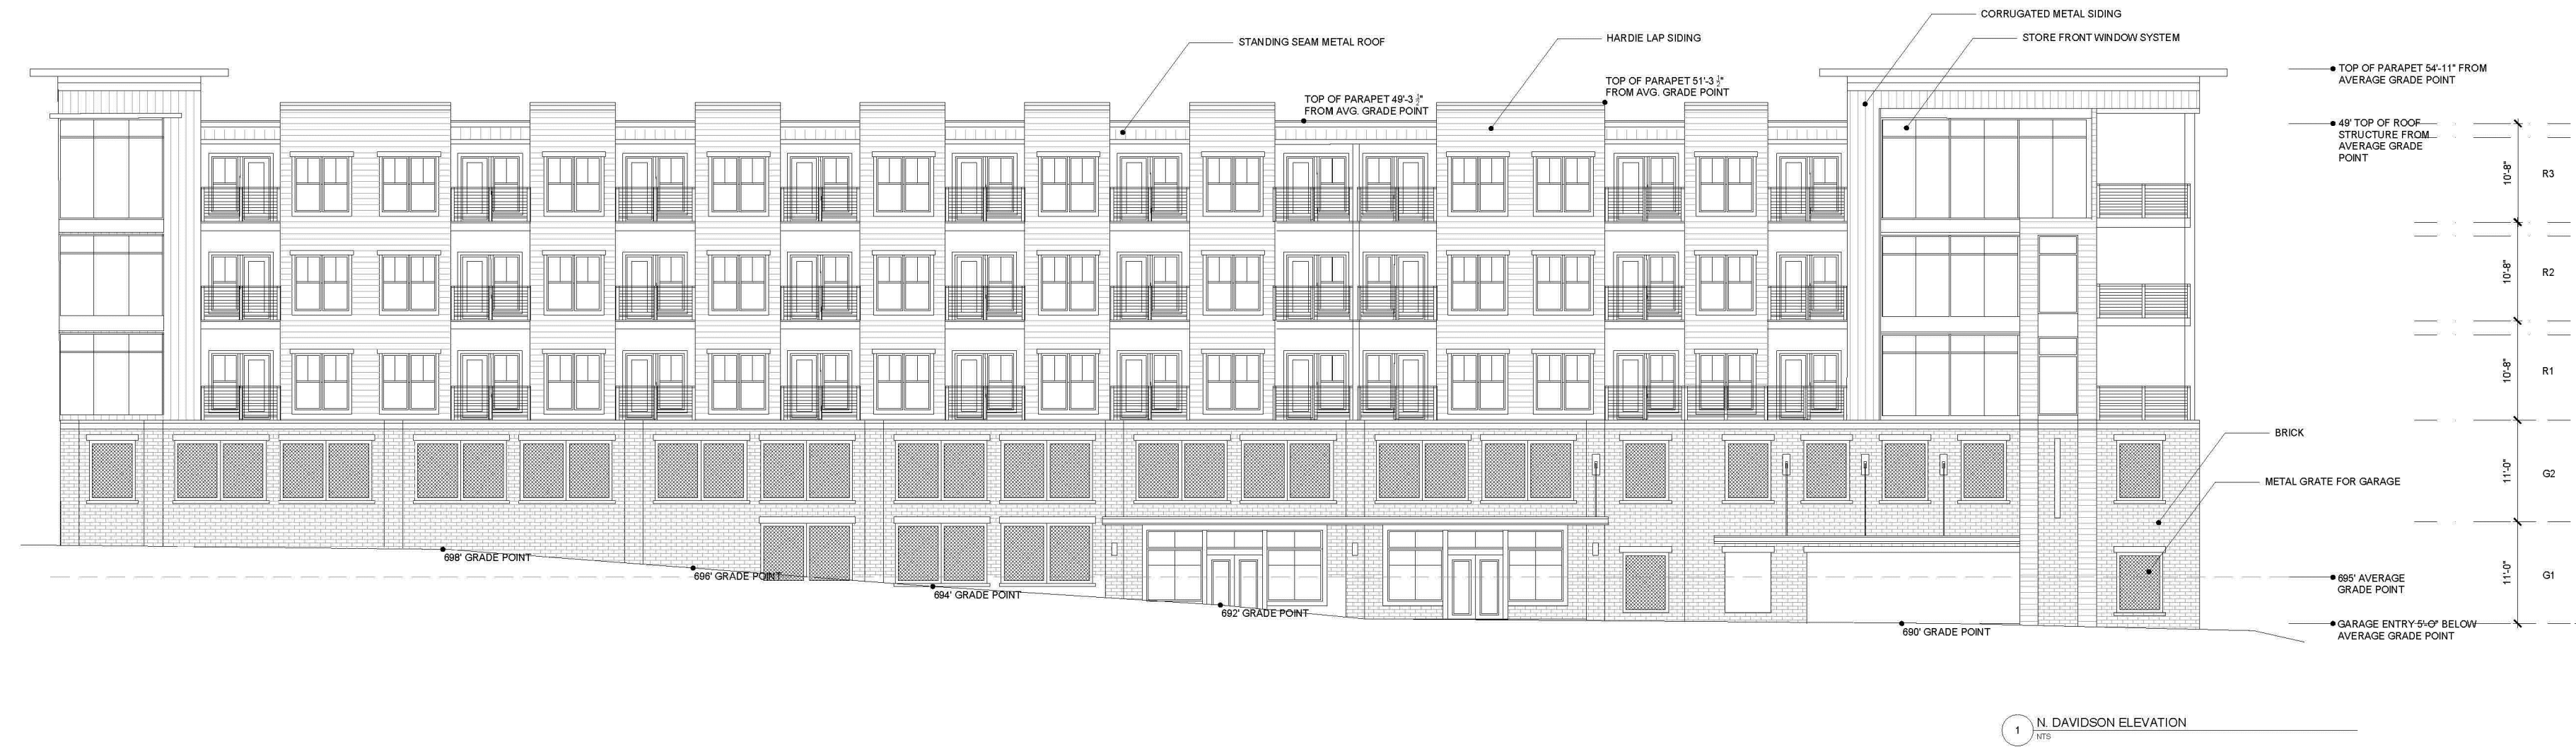 CORRUGATED METAL SIDING
STORE FRONT WINDOW SYSTEM
STANDING SEAM METAL ROOF
HARDIE LAP SIDING
TOP OF PARAPET 54'-11" FROM
AVERAGE GRADE POINT
TOP OF PARAPET 51'-3 1/2"
FROM AVG. GRADE POINT
TOP OF PARAPET 49'-3 1/2"
FROM AVG. GRADE POINT
49' TOP OF ROOF
STRUCTURE FROM
AVERAGE GRADE
POINT
10'-8"
R3
10'-8"
R2
10'-8"
R1
BRICK
METAL GRATE FOR GARAGE
11'-0"
G2
11'-0"
G1
698' GRADE POINT
696' GRADE POINT
694' GRADE POINT
692' GRADE POINT
690' GRADE POINT
695' AVERAGE
GRADE POINT
GARAGE ENTRY 5'-0" BELOW
AVERAGE GRADE POINT
1
N. DAVIDSON ELEVATION
NTS